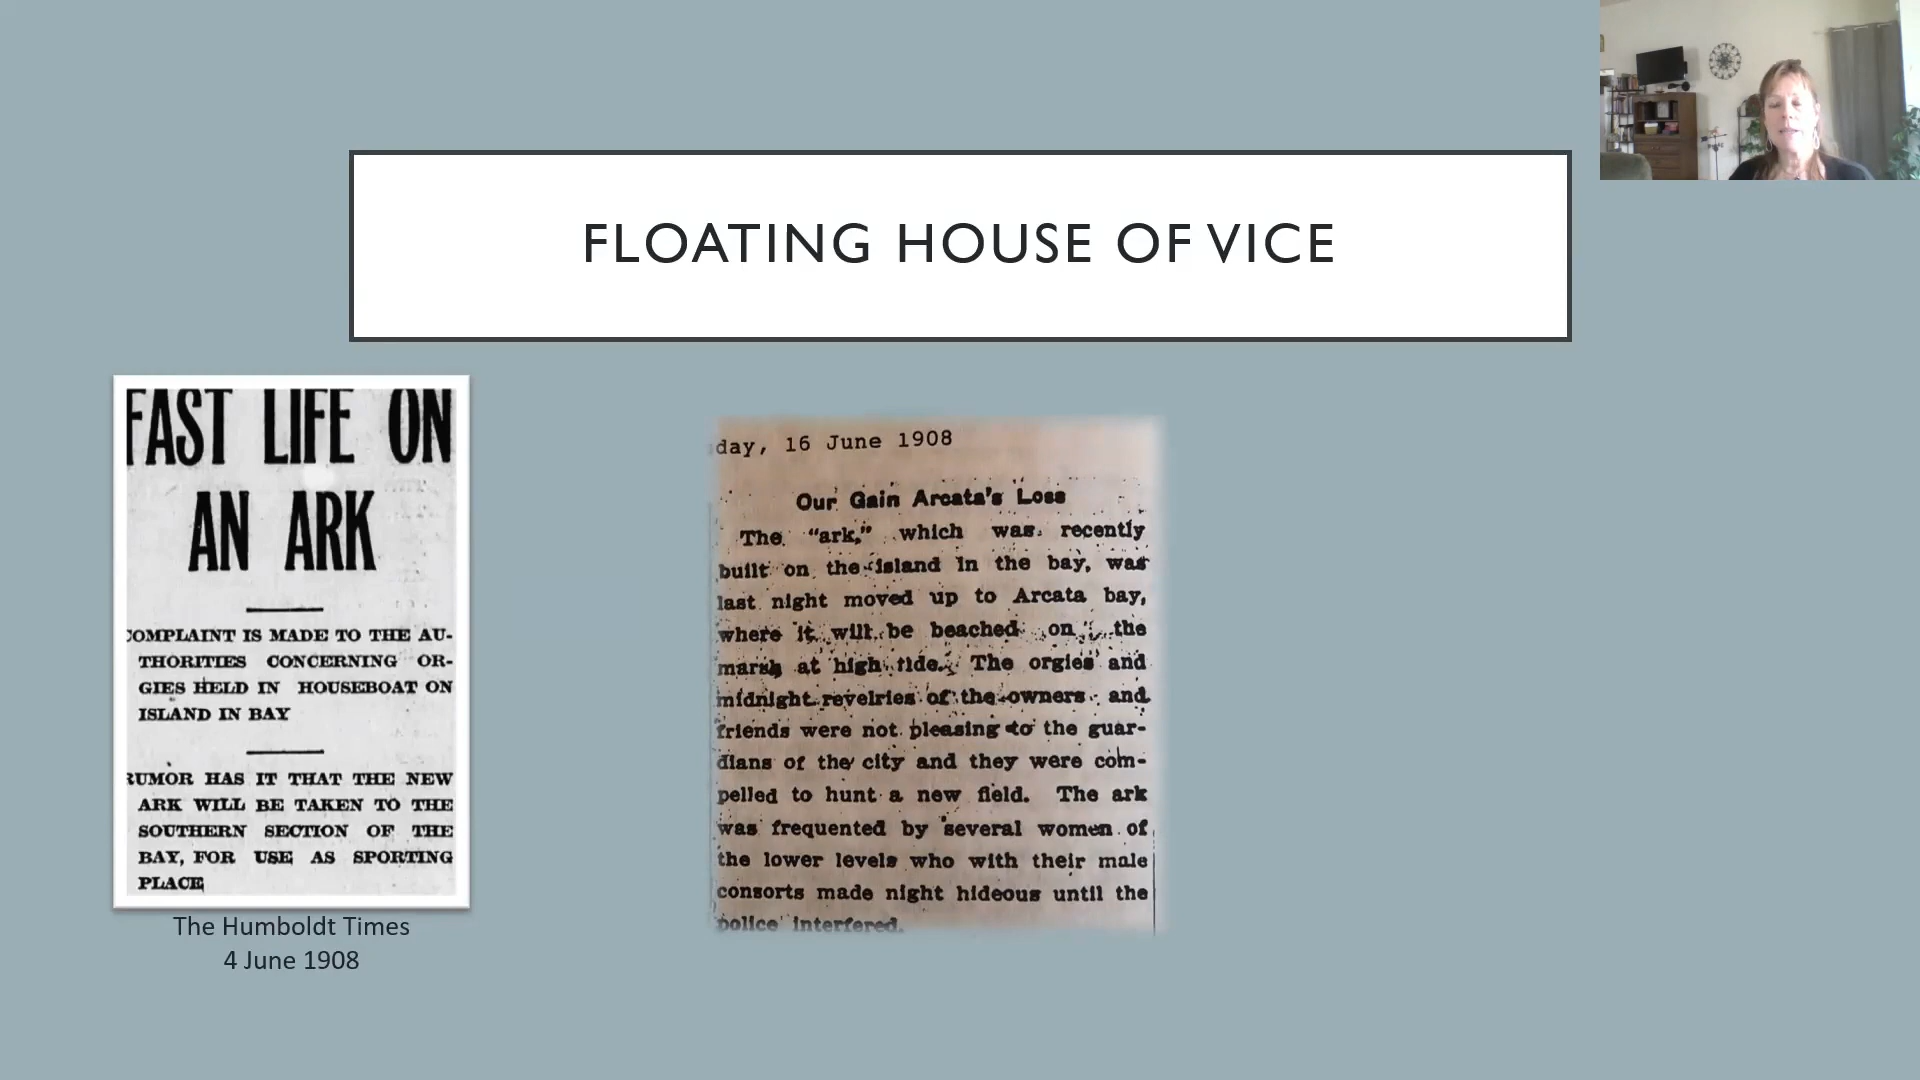 FLOATING HOUSE OF VICE
FAST LIFE ON
AN ARK
COMPLAINT IS MADE TO THE AU-
THORITIES CONCERNING OR-
GIES HELD IN HOUSEBOAT ON
ISLAND IN BAY
RUMOR HAS IT THAT THE NEW
ARK WILL BE TAKEN TO THE
SOUTHERN SECTION OF THE
BAY, FOR USE AS SPORTING
PLACE
The Humboldt Times
4 June 1908
day, 16 June 1908
Our Gain Arcata's Loss
The "ark," which was recently
built on the island in the bay, was
last night moved up to Arcata bay,
where it will be beached on the
marsh at high tide. The orgies and
midnight revelries of the owners and
friends were not pleasing to the guar-
dians of the city and they were com-
pelled to hunt a new field. The ark
was frequented by several women of
the lower levels who with their male
consorts made night hideous until the
police interfered.